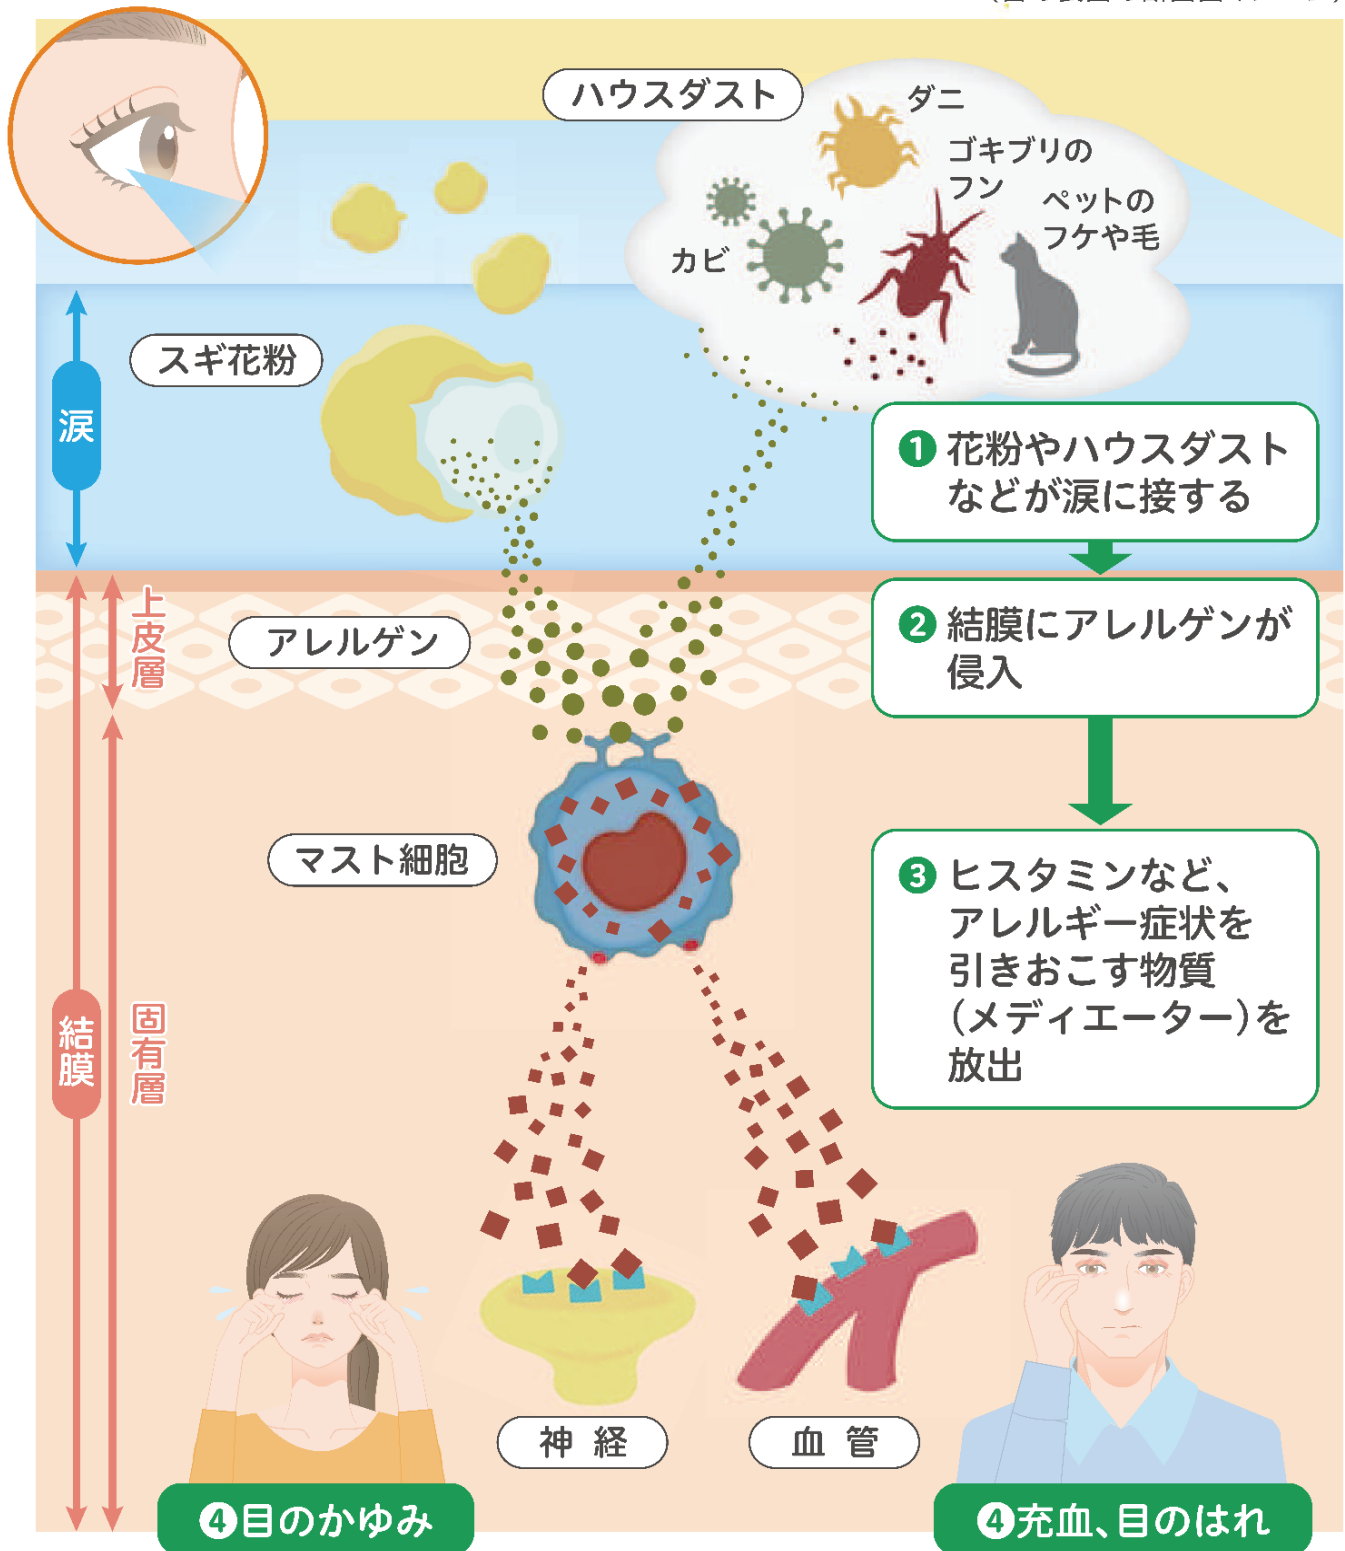 ハウスダスト
ダニ
ゴキブリの
フン
ペットの
フケや毛
カビ
スギ花粉
涙
❶花粉やハウスダスト
などが涙に接する
上皮層
アレルゲン
❷結膜にアレルゲンが
侵入
マスト細胞
❸ヒスタミンなど、
アレルギー症状を
引きおこす物質
(メディエーター)を
放出
結膜
固有層
神経
血管
❹目のかゆみ
❹充血、目のはれ